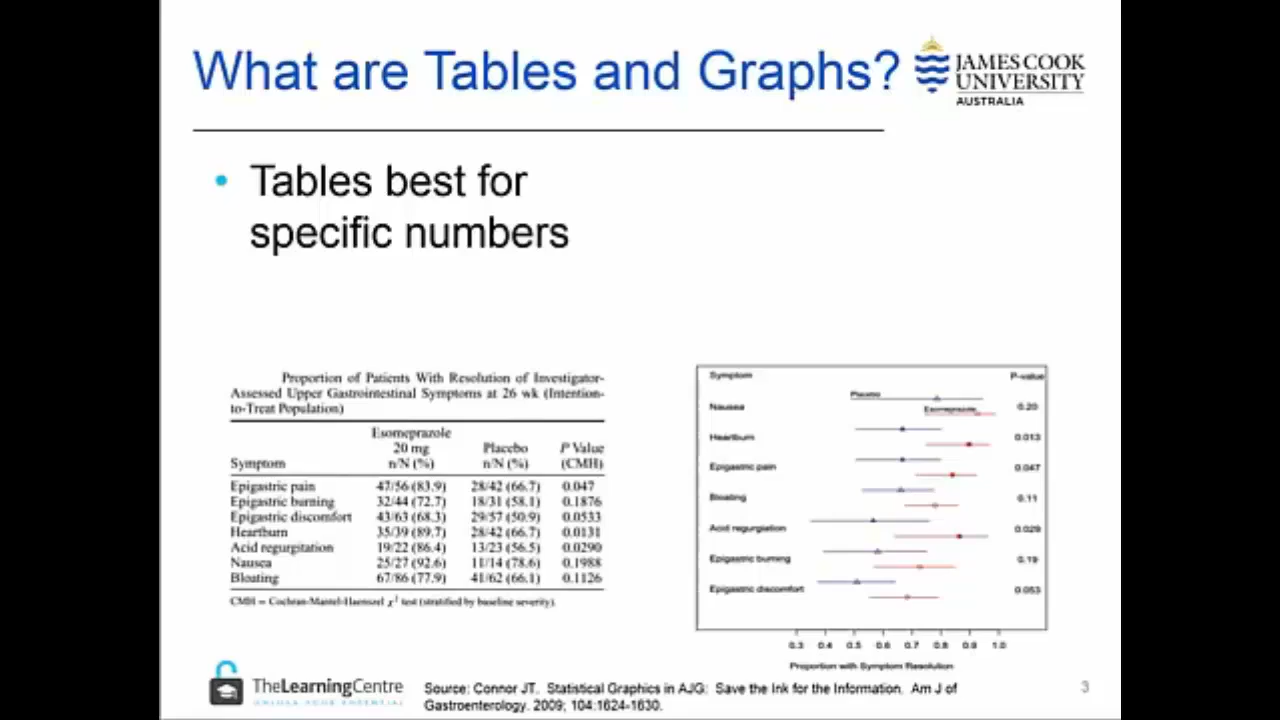 What are Tables and Graphs?
JAMES COOK
UNIVERSITY
AUSTRALIA
• Tables best for
specific numbers
Proportion of Patients With Resolution of Investigator-
Assessed Upper Gastrointestinal Symptoms at 26 wk (Intention-
to-Treat Population)
Esomeprazole
20 mg Placebo P Value
Symptom n/N (%) n/N (%) (CMH)
Epigastric pain 47/56 (83.9) 28/42 (66.7) 0.047
Epigastric burning 32/44 (72.7) 18/31 (58.1) 0.1876
Epigastric discomfort 43/63 (68.3) 29/57 (50.9) 0.0533
Heartburn 35/39 (89.7) 28/42 (66.7) 0.0131
Acid regurgitation 19/22 (86.4) 13/23 (56.5) 0.0290
Nausea 25/27 (92.6) 11/14 (78.6) 0.1988
Bloating 67/86 (77.9) 41/62 (66.1) 0.1126
CMH = Cochran-Mantel-Haenszel χ² test (stratified by baseline severity).
Symptom P-value
Placebo
Nausea Esomeprazole 0.20
Heartburn 0.013
Epigastric pain 0.047
Bloating 0.11
Acid regurgiation 0.029
Epigastric burning 0.19
Epigastric discomfort 0.053
0.3 0.4 0.5 0.6 0.7 0.8 0.9 1.0
Proportion with Symptom Resolution
TheLearningCentre
UNLOCK YOUR POTENTIAL
Source: Connor JT. Statistical Graphics in AJG: Save the Ink for the Information. Am J of
Gastroenterology. 2009; 104:1624-1630.
3